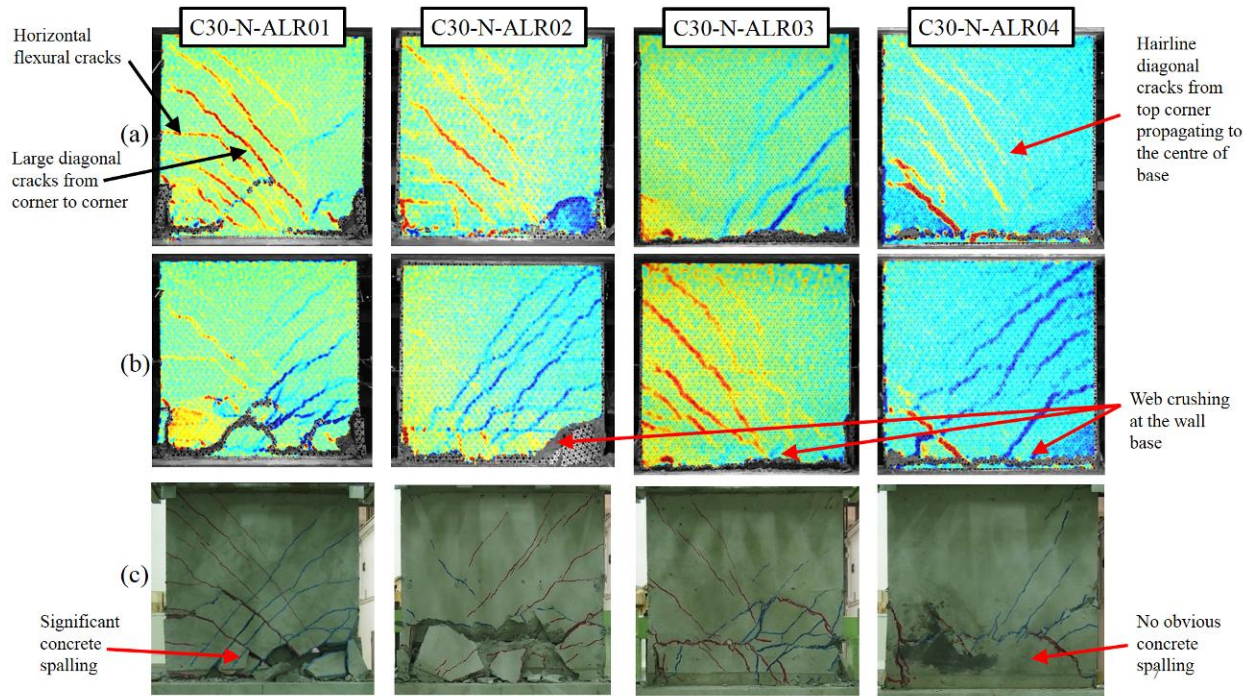 C30-N-ALR01
C30-N-ALR02
C30-N-ALR03
C30-N-ALR04
Horizontal
flexural cracks
(a)
Large diagonal
cracks from
corner to corner
Hairline
diagonal
cracks from
top corner
propagating to
the centre of
base
(b)
Web crushing
at the wall
base
(c)
Significant
concrete
spalling
No obvious
concrete
spalling
7